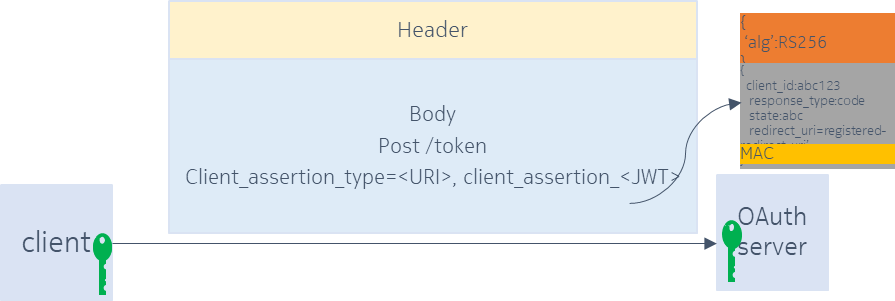 Header
Body
Post /token
Client_assertion_type=<URI>, client_assertion_<JWT>
{
‘alg’:RS256
}
{
client_id:abc123
response_type:code
state:abc
redirect_uri=registered-
redirect_uri’
MAC
client
OAuth
server